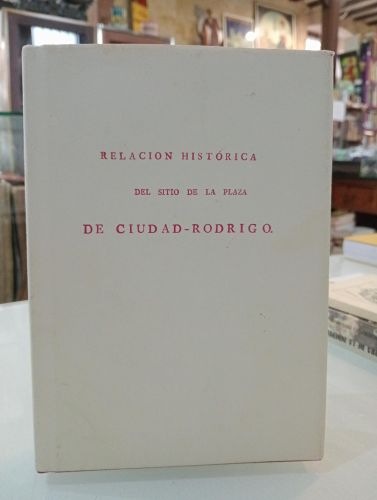 RELACION HISTÓRICA
DEL SITIO DE LA PLAZA
DE CIUDAD-RODRIGO.